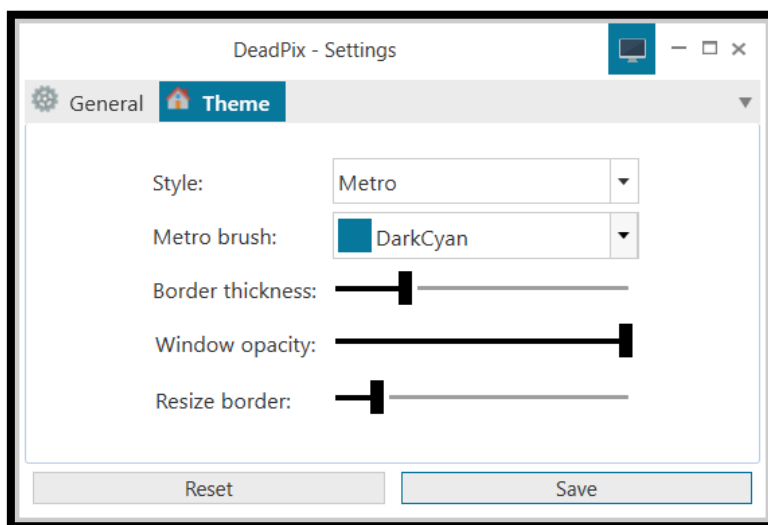 DeadPix - Settings
General Theme
Style: Metro
Metro brush: DarkCyan
Border thickness:
Window opacity:
Resize border:
Reset Save